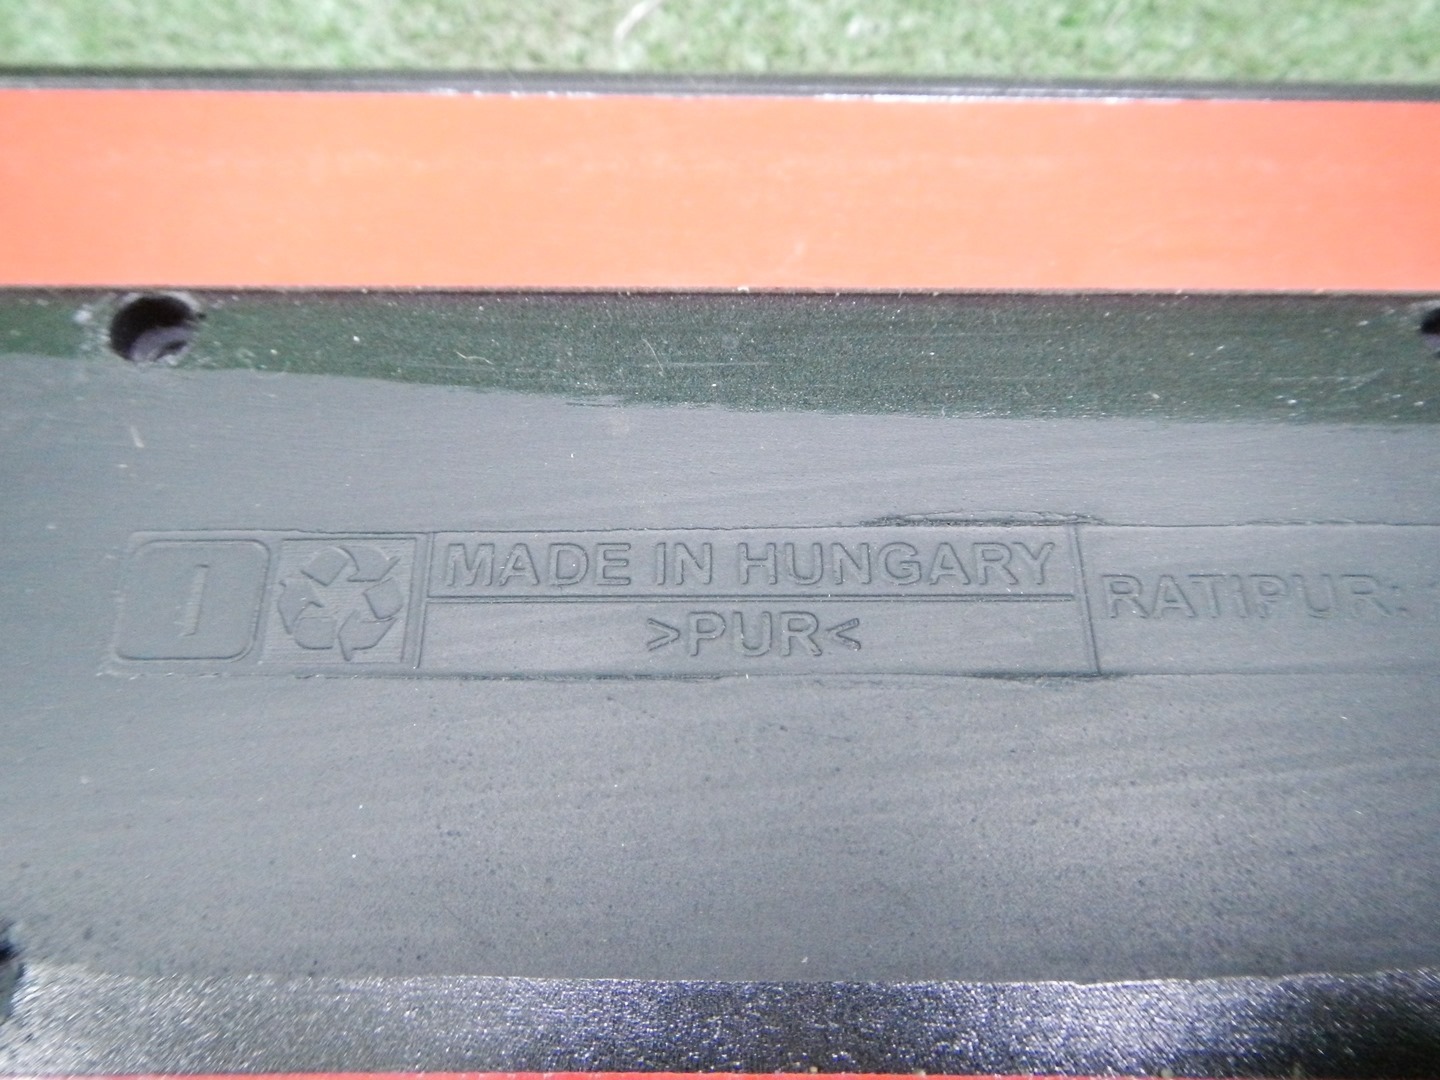 I
MADE IN HUNGARY
>PUR<
RATIPUR: